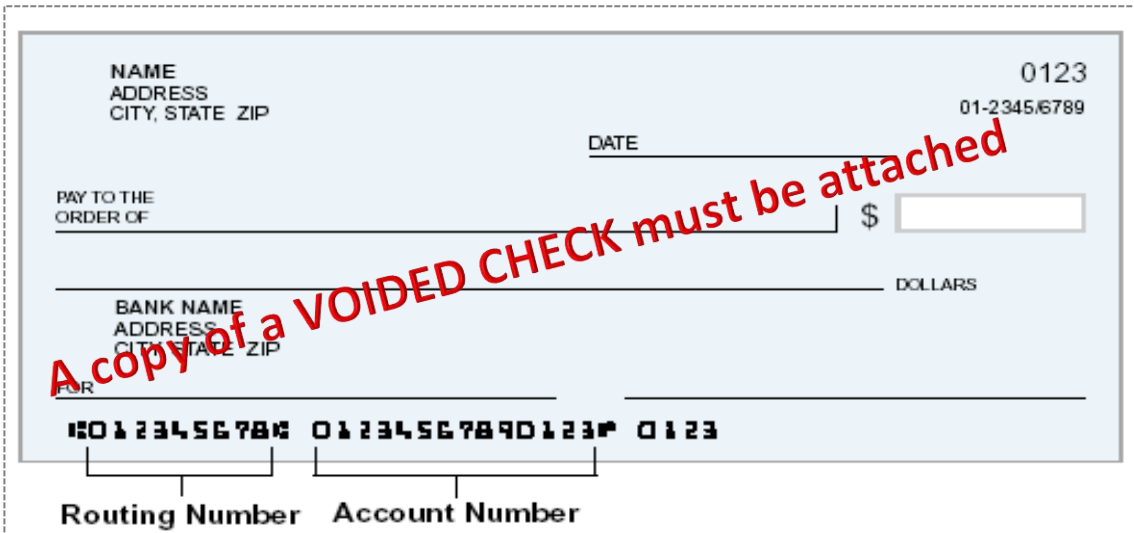 NAME
ADDRESS
CITY, STATE ZIP
0123
01-2345/6789
DATE
PAY TO THE
ORDER OF
$
DOLLARS
A copy of a VOIDED CHECK must be attached
BANK NAME
ADDRESS
CITY, STATE ZIP
FOR
⑆012345678⑆ 01234567890123⑈ 0123
Routing Number Account Number